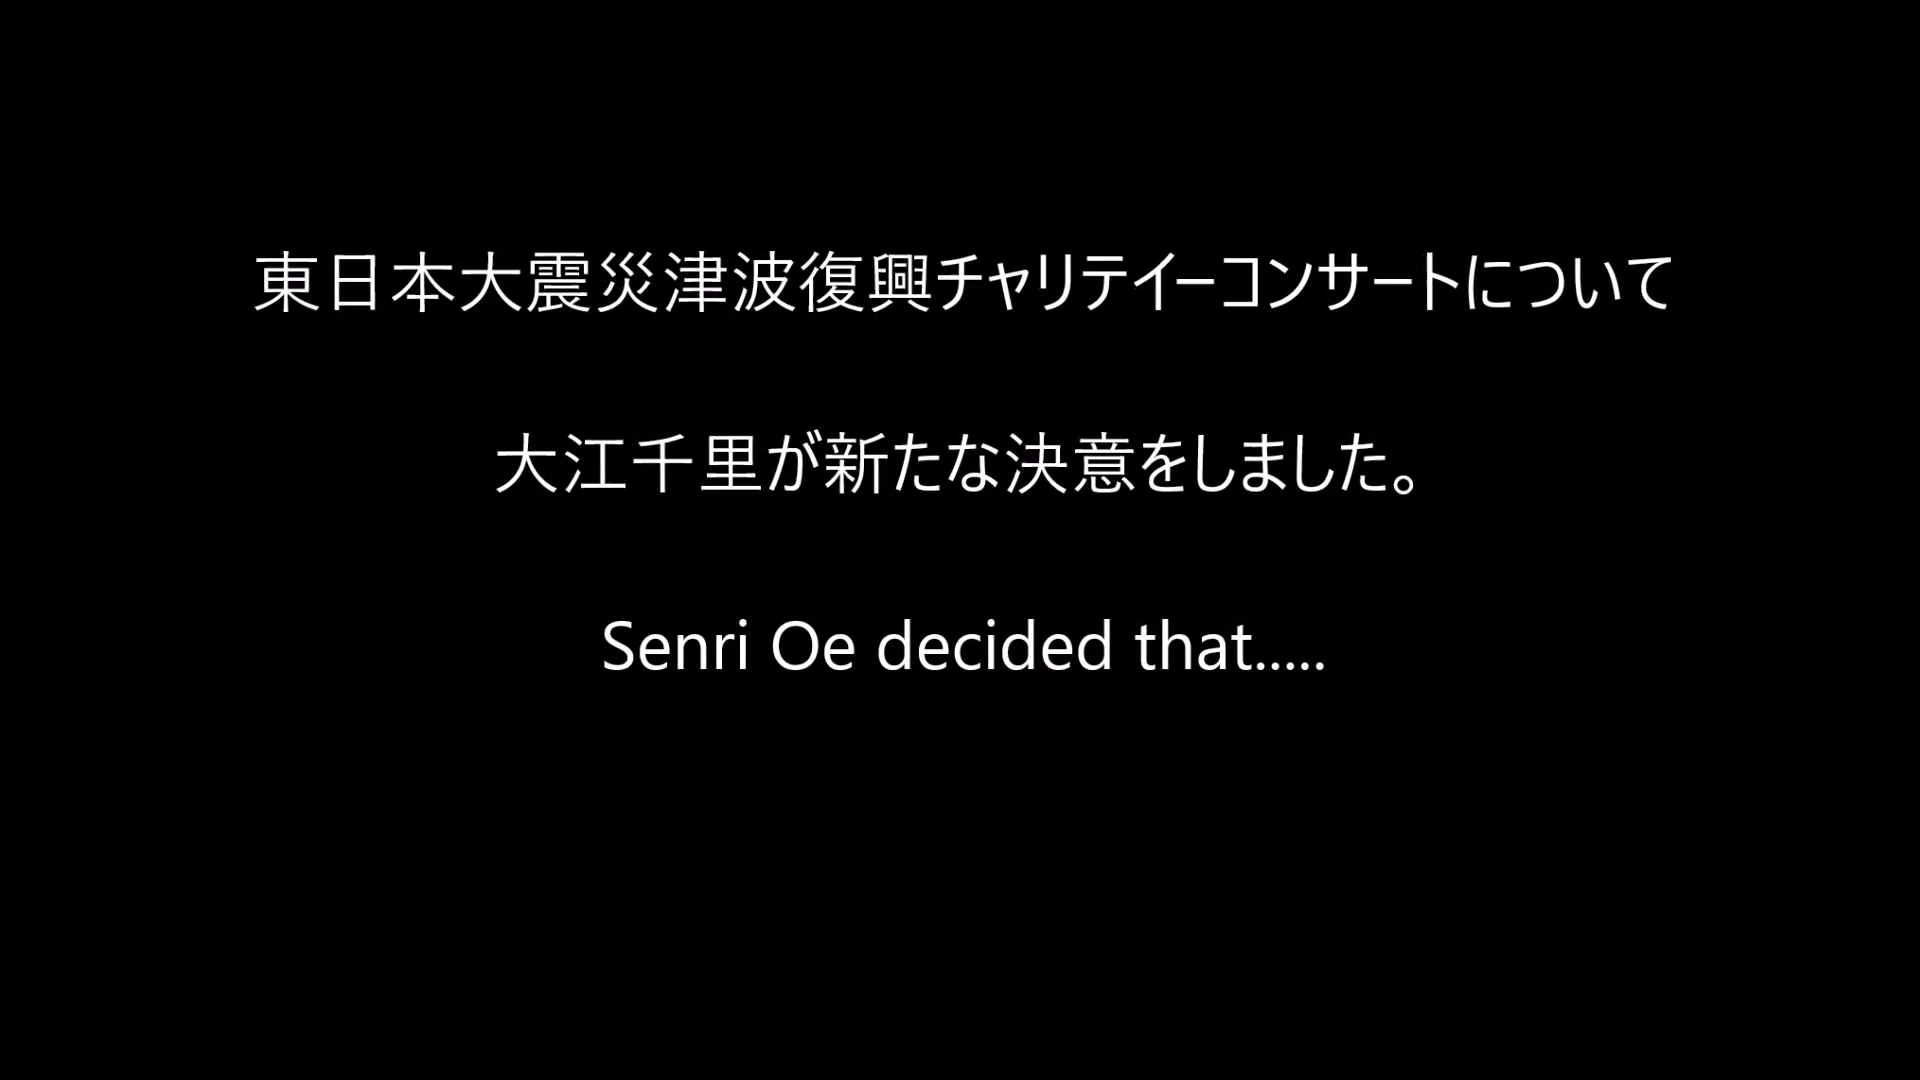 東日本大震災津波復興チャリテイーコンサートについて
大江千里が新たな決意をしました。
Senri Oe decided that.....